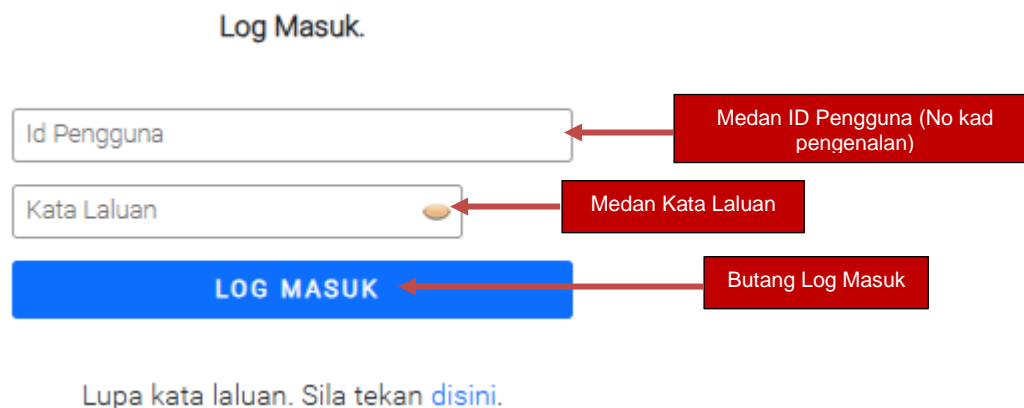 Log Masuk.
Id Pengguna
Medan ID Pengguna (No kad
pengenalan)
Kata Laluan
Medan Kata Laluan
LOG MASUK
Butang Log Masuk
Lupa kata laluan. Sila tekan disini.